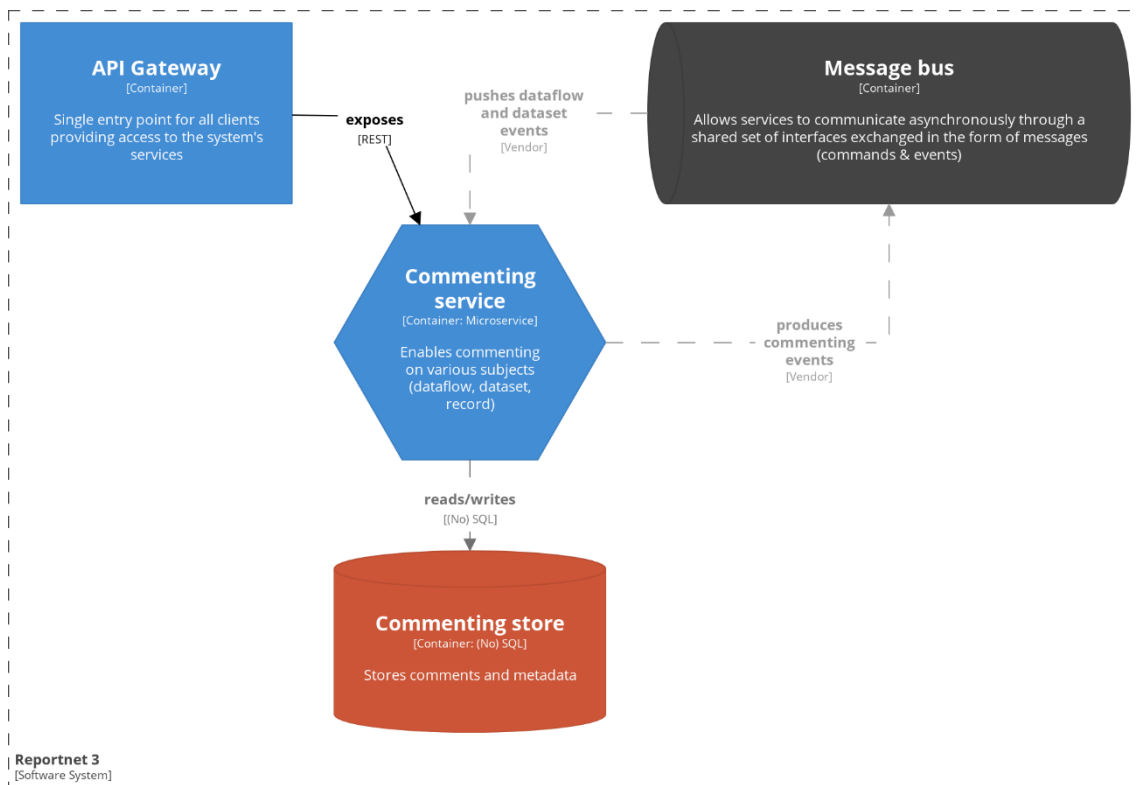 API Gateway
[Container]
Single entry point for all clients
providing access to the system's
services
exposes
[REST]
pushes dataflow
and dataset
events
[Vendor]
Message bus
[Container]
Allows services to communicate asynchronously through a
shared set of interfaces exchanged in the form of messages
(commands & events)
Commenting
service
[Container: Microservice]
Enables commenting
on various subjects
(dataflow, dataset,
record)
produces
commenting
events
[Vendor]
reads/writes
[(No) SQL]
Commenting store
[Container: (No) SQL]
Stores comments and metadata
Reportnet 3
[Software System]